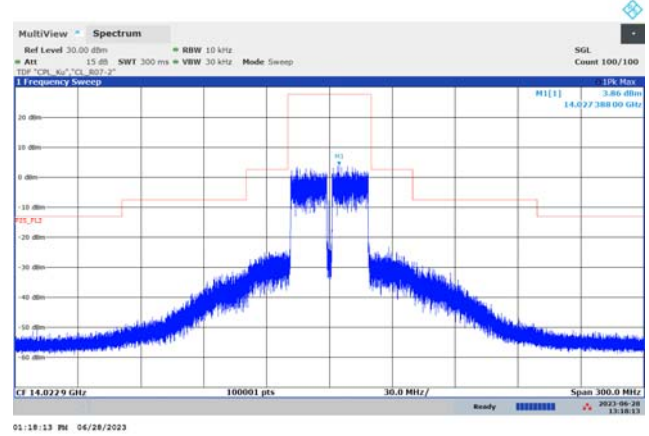 MultiView Spectrum
Ref Level 30.00 dBm RBW 10 kHz SGL
Att 15 dB SWT 300 ms VBW 30 kHz Mode Sweep Count 100/100
TDF "CPL_Ku","CL_R07-2"
1 Frequency Sweep 1Pk Max
M1[1] 3.86 dBm
14.027 388 00 GHz
20 dBm
10 dBm
M1
0 dBm
-10 dBm
-20 dBm
-30 dBm
-40 dBm
-50 dBm
-60 dBm
CF 14.0229 GHz 100001 pts 30.0 MHz/ Span 300.0 MHz
Ready 2023-06-28
13:18:13
01:18:13 PM 06/28/2023